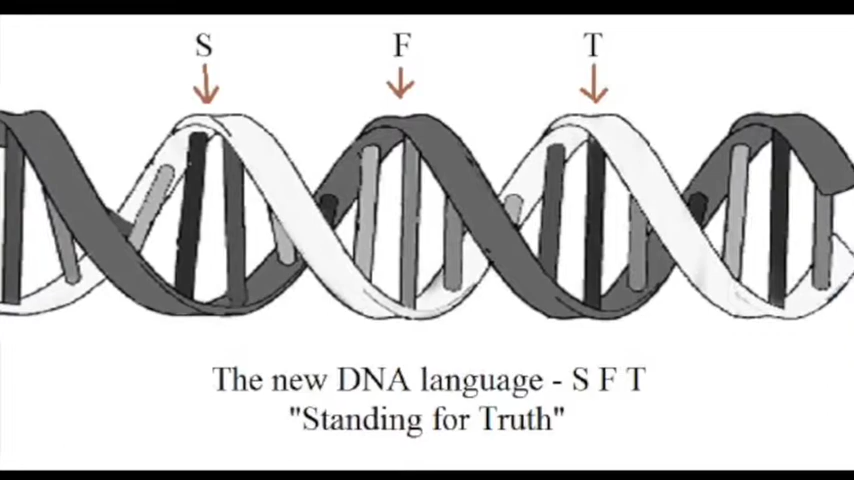 S F T
The new DNA language - S F T
"Standing for Truth"